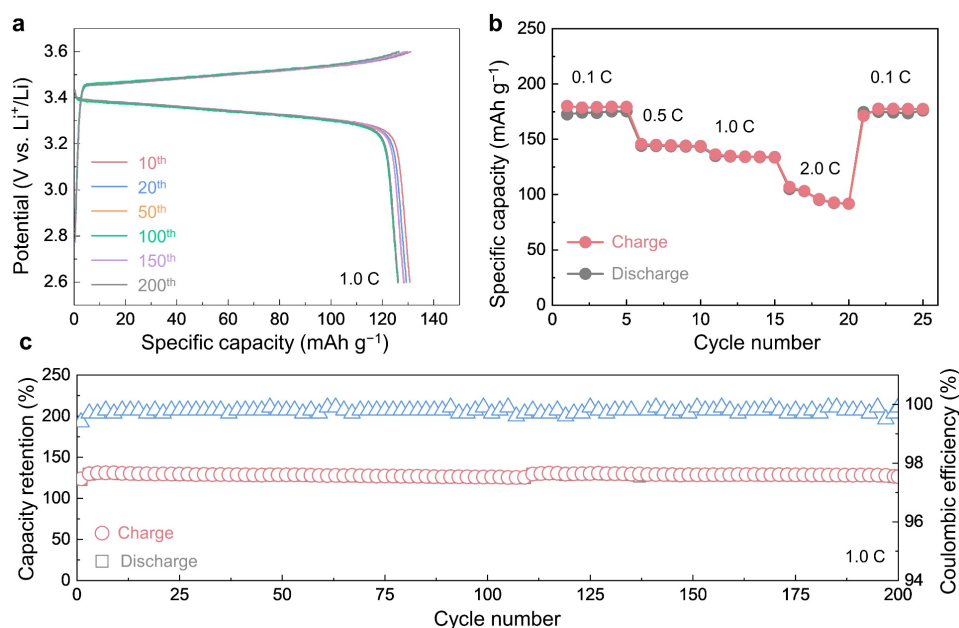 a
Potential (V vs. Li⁺/Li)
3.6
3.4
3.2
3.0
2.8
2.6
10th
20th
50th
100th
150th
200th
1.0 C
0 20 40 60 80 100 120 140
Specific capacity (mAh g⁻¹)
b
Specific capacity (mAh g⁻¹)
250
200
150
100
50
0
0.1 C
0.5 C
1.0 C
2.0 C
0.1 C
Charge
Discharge
0 5 10 15 20 25
Cycle number
c
Capacity retention (%)
250
200
150
100
50
0
Charge
Discharge
1.0 C
100
98
96
94
Coulombic efficiency (%)
0 25 50 75 100 125 150 175 200
Cycle number